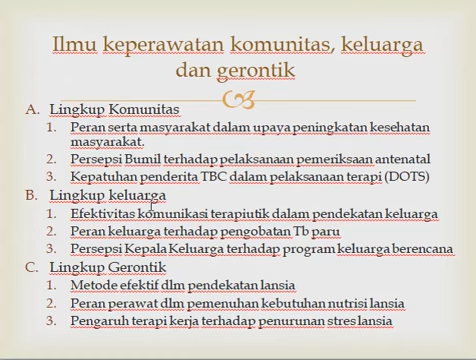 Ilmu keperawatan komunitas, keluarga
dan gerontik
A. Lingkup Komunitas
1. Peran serta masyarakat dalam upaya peningkatan kesehatan
masyarakat.
2. Persepsi Bumil terhadap pelaksanaan pemeriksaan antenatal
3. Kepatuhan penderita TBC dalam pelaksanaan terapi (DOTS)
B. Lingkup keluarga
1. Efektivitas komunikasi terapiutik dalam pendekatan keluarga
2. Peran keluarga terhadap pengobatan Tb paru
3. Persepsi Kepala Keluarga terhadap program keluarga berencana
C. Lingkup Gerontik
1. Metode efektif dlm pendekatan lansia
2. Peran perawat dlm pemenuhan kebutuhan nutrisi lansia
3. Pengaruh terapi kerja terhadap penurunan stres lansia